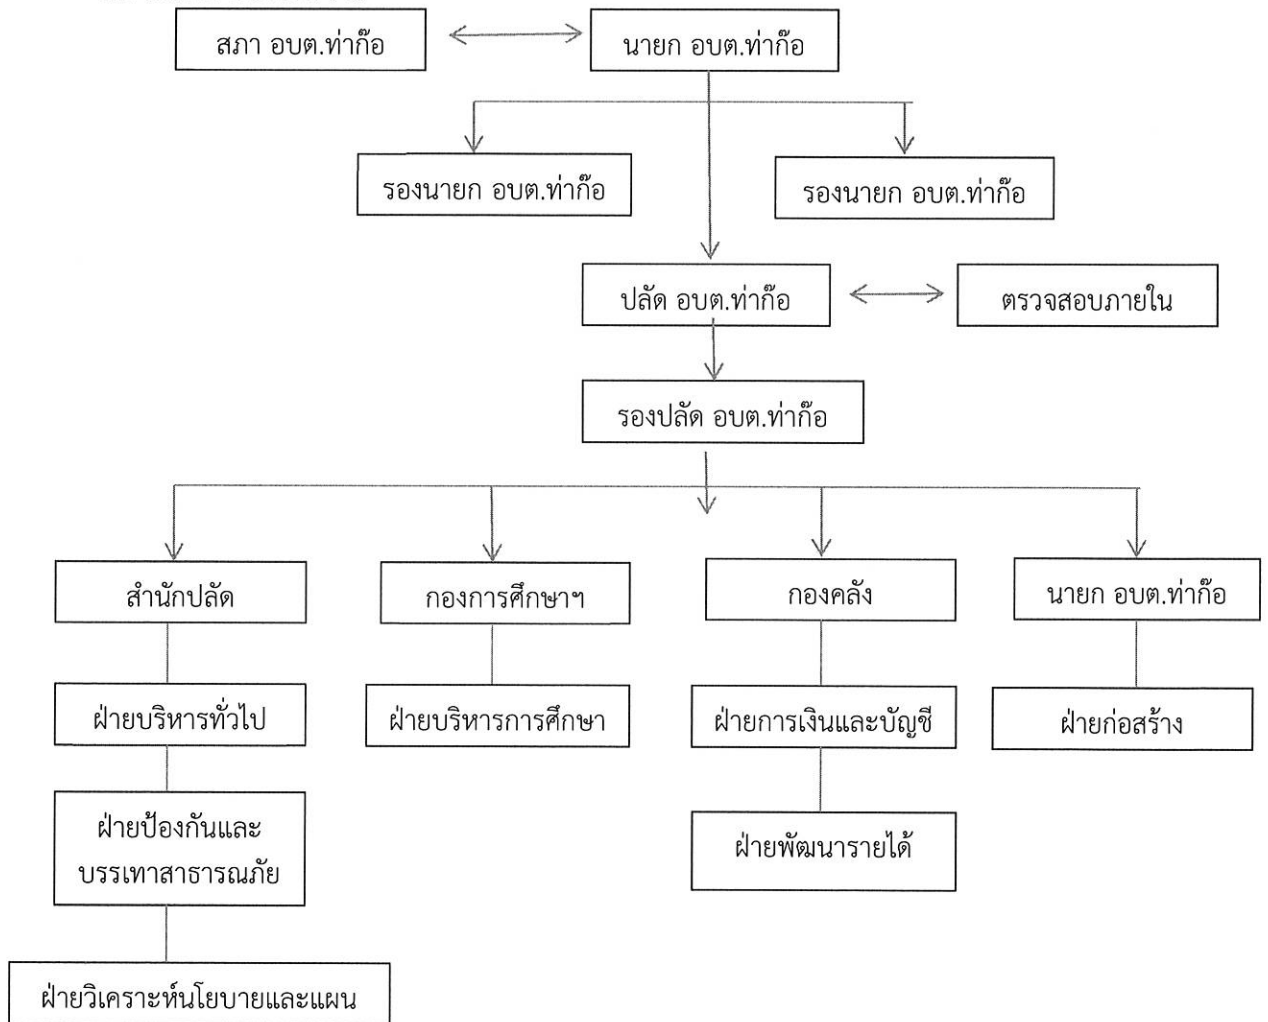 สภา อบต.ท่าก๊อ
นายก อบต.ท่าก๊อ
รองนายก อบต.ท่าก๊อ
รองนายก อบต.ท่าก๊อ
ปลัด อบต.ท่าก๊อ
ตรวจสอบภายใน
รองปลัด อบต.ท่าก๊อ
สำนักปลัด
กองการศึกษาฯ
กองคลัง
นายก อบต.ท่าก๊อ
ฝ่ายบริหารทั่วไป
ฝ่ายบริหารการศึกษา
ฝ่ายการเงินและบัญชี
ฝ่ายก่อสร้าง
ฝ่ายป้องกันและ
บรรเทาสาธารณภัย
ฝ่ายพัฒนารายได้
ฝ่ายวิเคราะห์นโยบายและแผน